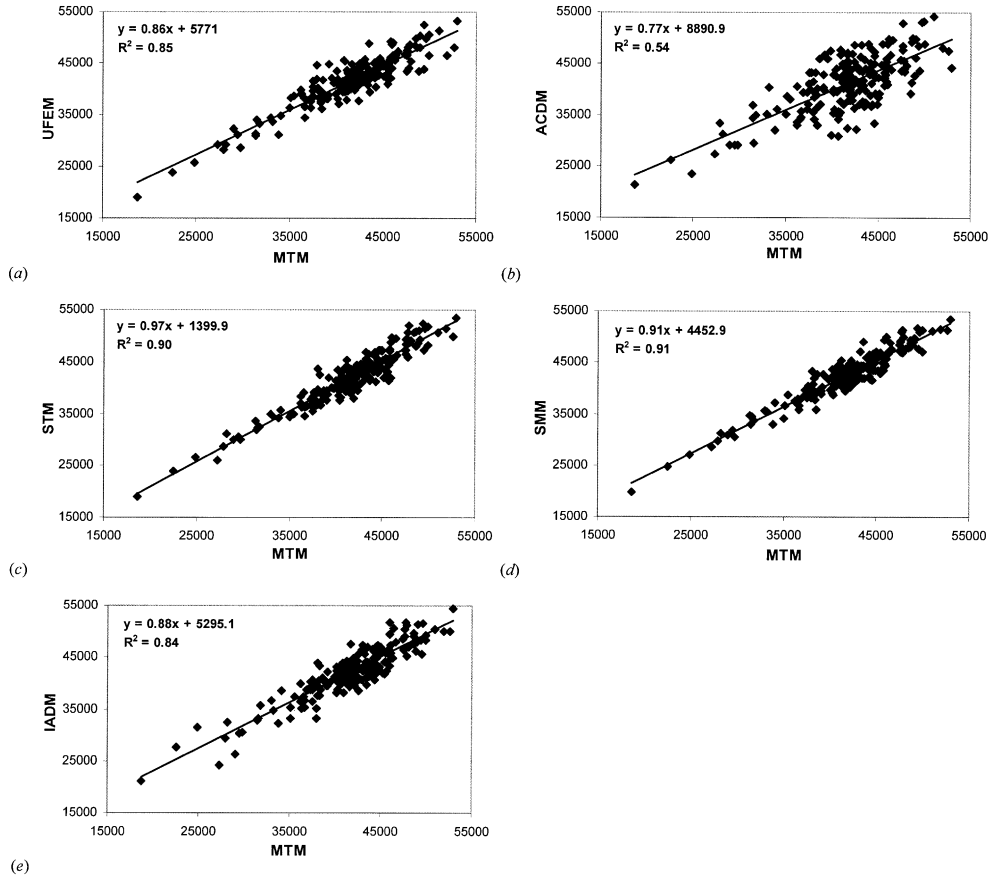 y = 0.86x + 5771
R² = 0.85
55000
45000
35000
25000
15000
UFEM
15000 25000 35000 45000 55000
MTM
(a)
y = 0.77x + 8890.9
R² = 0.54
55000
45000
35000
25000
15000
ACDM
15000 25000 35000 45000 55000
MTM
(b)
y = 0.97x + 1399.9
R² = 0.90
55000
45000
35000
25000
15000
STM
15000 25000 35000 45000 55000
MTM
(c)
y = 0.91x + 4452.9
R² = 0.91
55000
45000
35000
25000
15000
SMM
15000 25000 35000 45000 55000
MTM
(d)
y = 0.88x + 5295.1
R² = 0.84
55000
45000
35000
25000
15000
IADM
15000 25000 35000 45000 55000
MTM
(e)